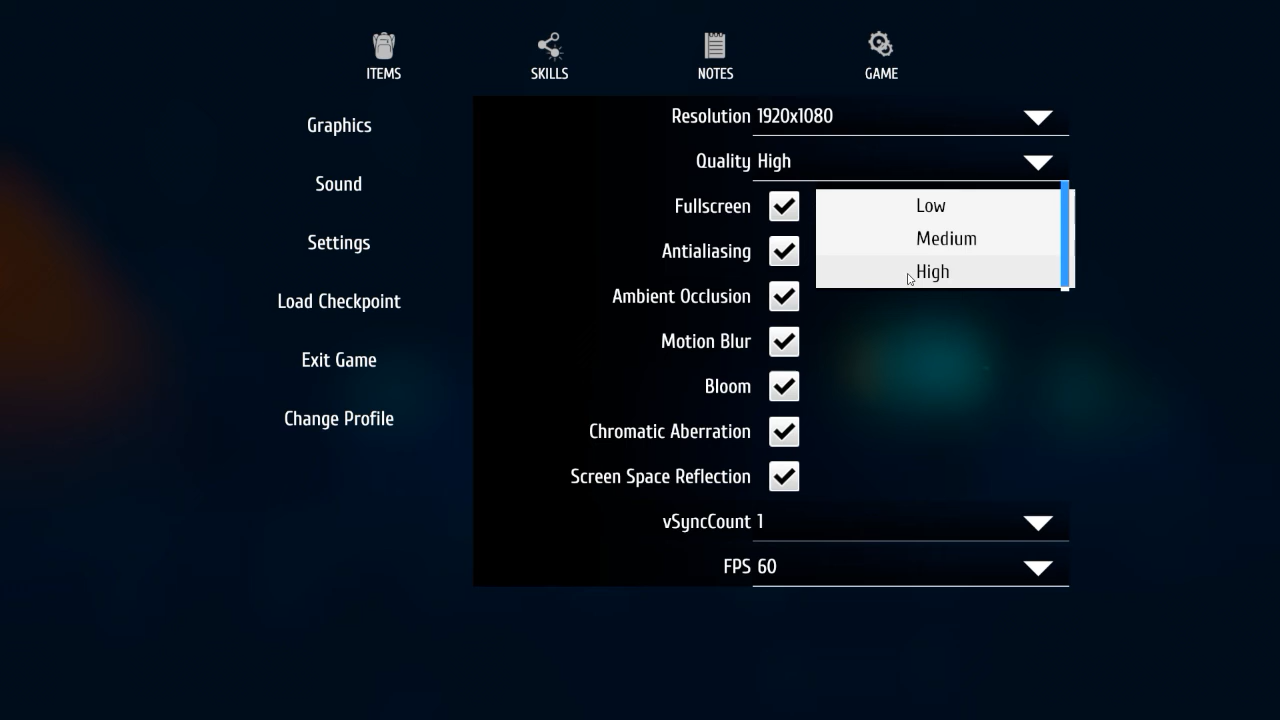 ITEMS
SKILLS
NOTES
GAME
Graphics
Sound
Settings
Load Checkpoint
Exit Game
Change Profile
Resolution 1920x1080
Quality High
Fullscreen
Low
Medium
High
Antialiasing
Ambient Occlusion
Motion Blur
Bloom
Chromatic Aberration
Screen Space Reflection
vSyncCount 1
FPS 60